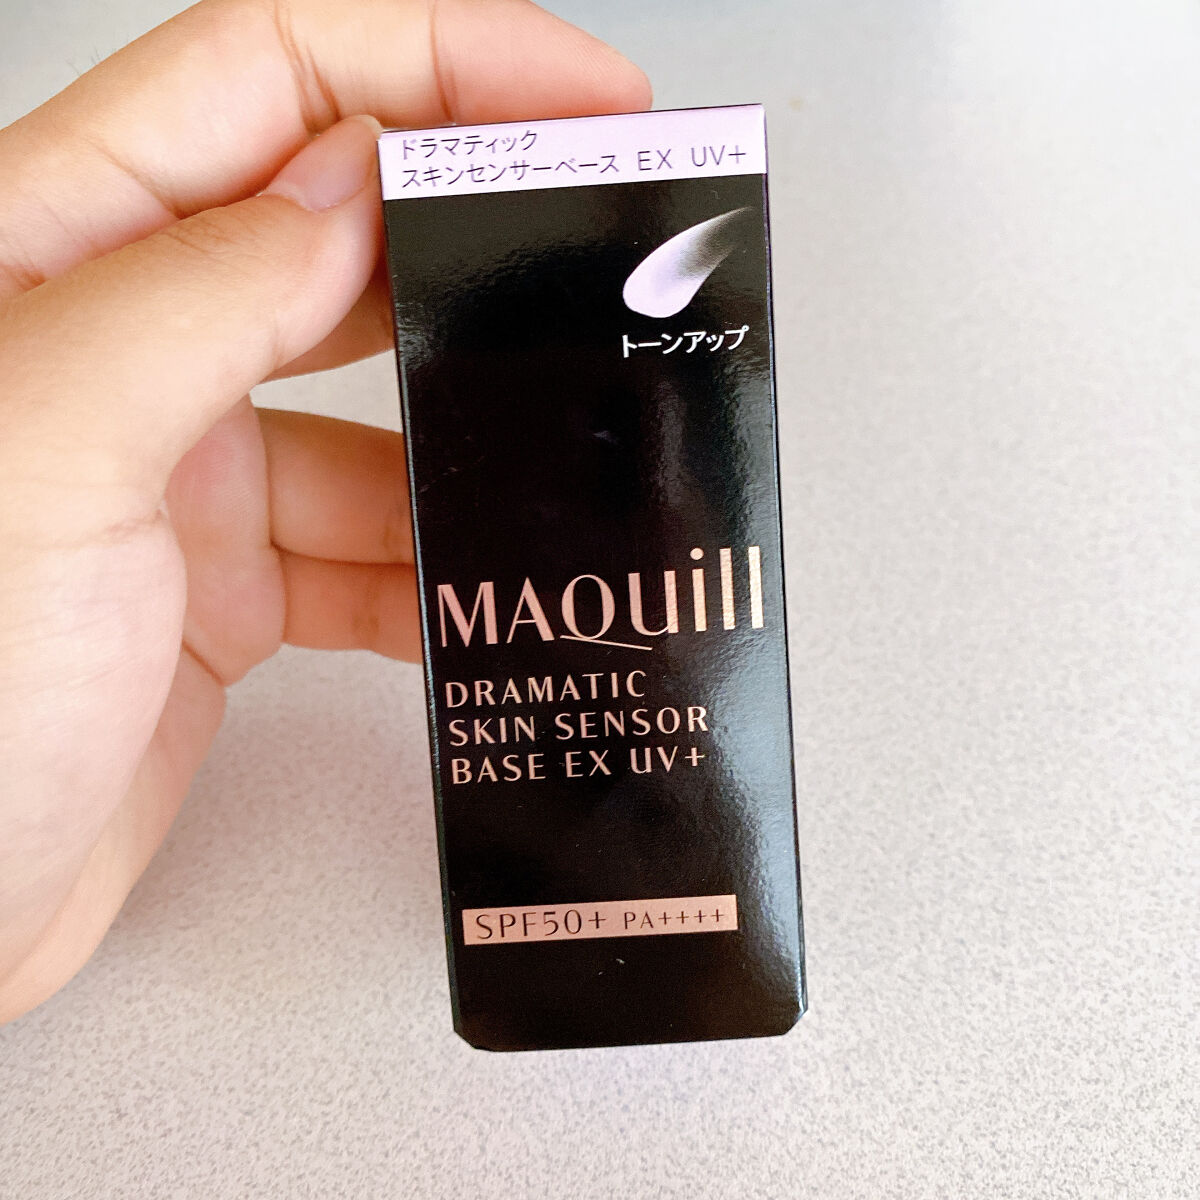 ドラマティック
スキンセンサーベース EX UV+
トーンアップ
MAQuill
DRAMATIC
SKIN SENSOR
BASE EX UV+
SPF50+ PA++++